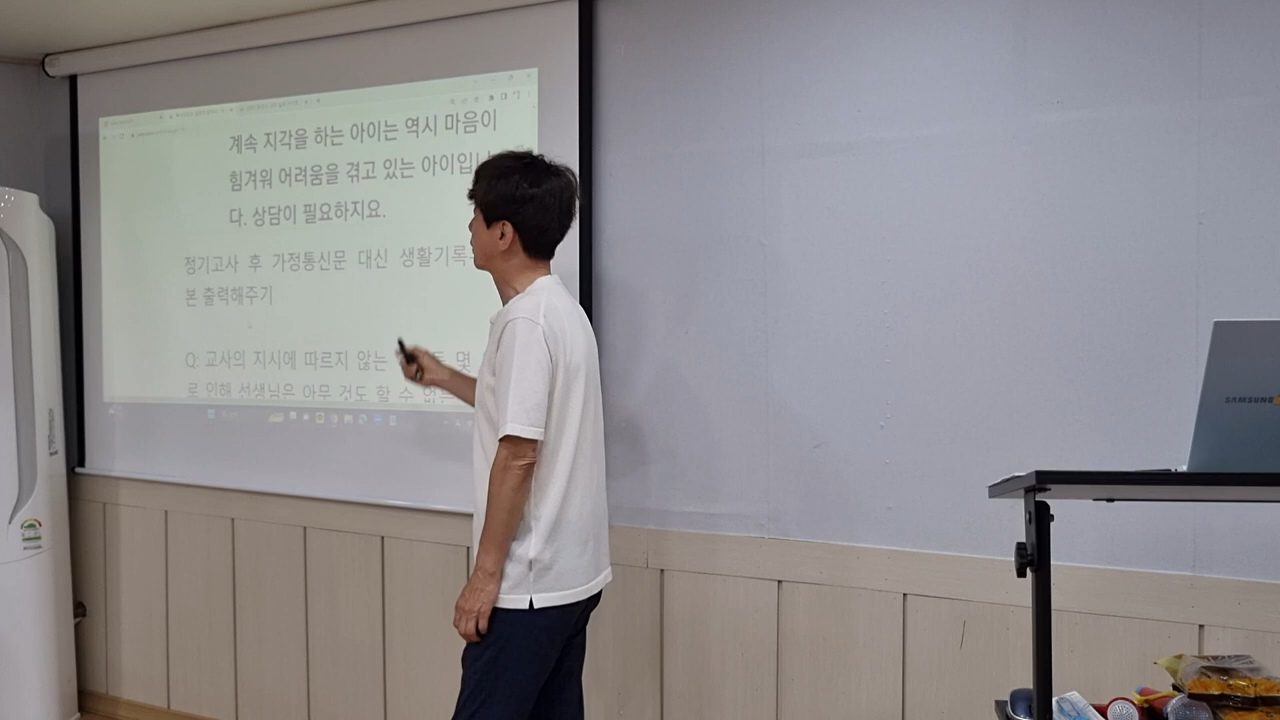 계속 지각을 하는 아이는 역시 마음이
힘겨워 어려움을 겪고 있는 아이입니
다. 상담이 필요하지요.
정기고사 후 가정통신문 대신 생활기록
본 출력해주기
Q: 교사의 지시에 따르지 않는 몇
로 인해 선생님은 아무 것도 할 수 없
SAMSUNG